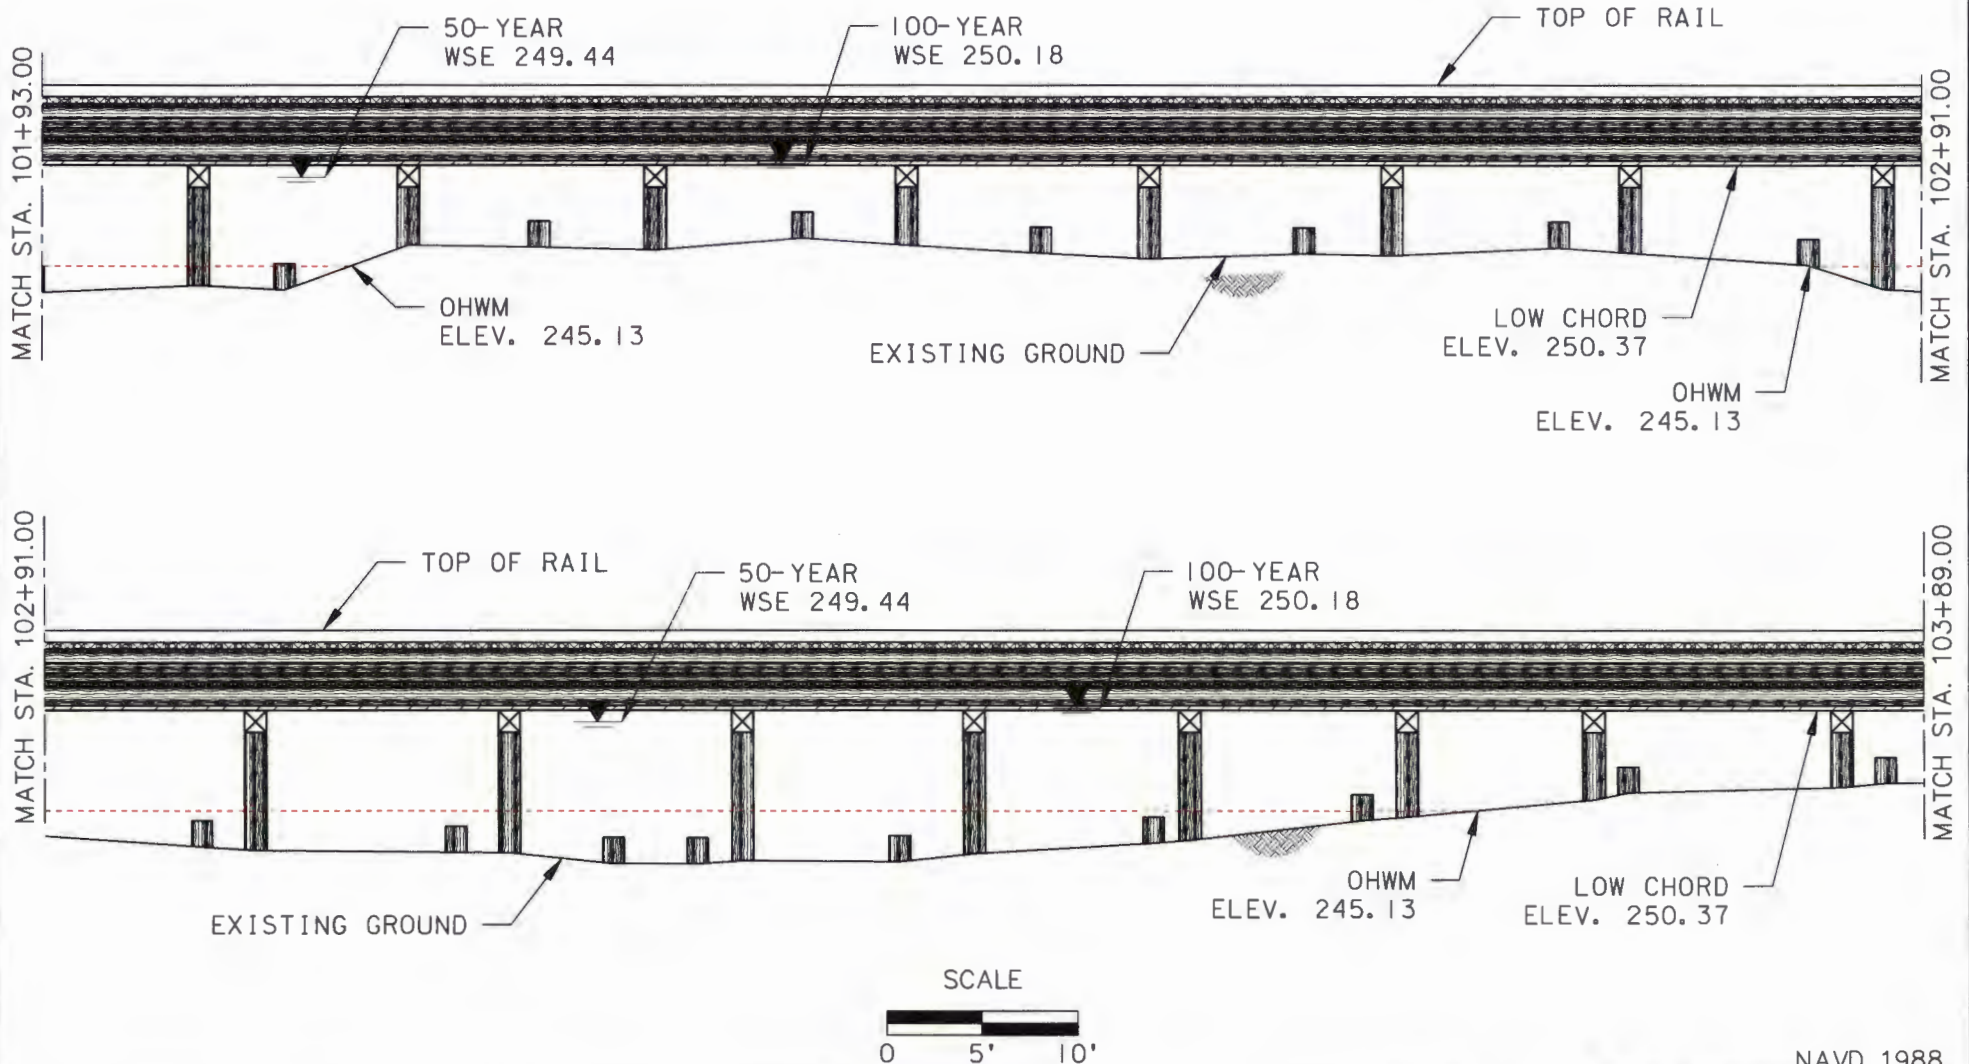 50-YEAR
WSE 249.44
100-YEAR
WSE 250.18
TOP OF RAIL
MATCH STA. 101+93.00
MATCH STA. 102+91.00
OHWM
ELEV. 245.13
EXISTING GROUND
LOW CHORD
ELEV. 250.37
OHWM
ELEV. 245.13
MATCH STA. 102+91.00
TOP OF RAIL
50-YEAR
WSE 249.44
100-YEAR
WSE 250.18
MATCH STA. 103+89.00
EXISTING GROUND
OHWM
ELEV. 245.13
LOW CHORD
ELEV. 250.37
SCALE
0 5' 10'
NAVD 1988